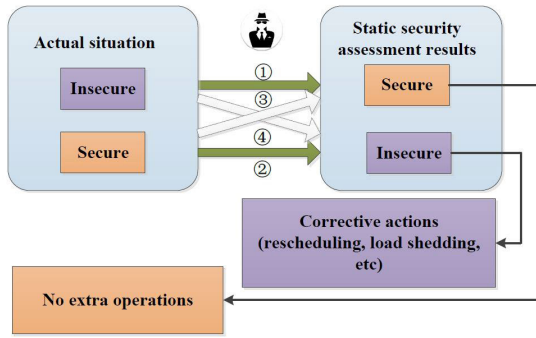 Actual situation
Insecure
Secure
①
③
④
②
Static security
assessment results
Secure
Insecure
Corrective actions
(rescheduling, load shedding,
etc)
No extra operations